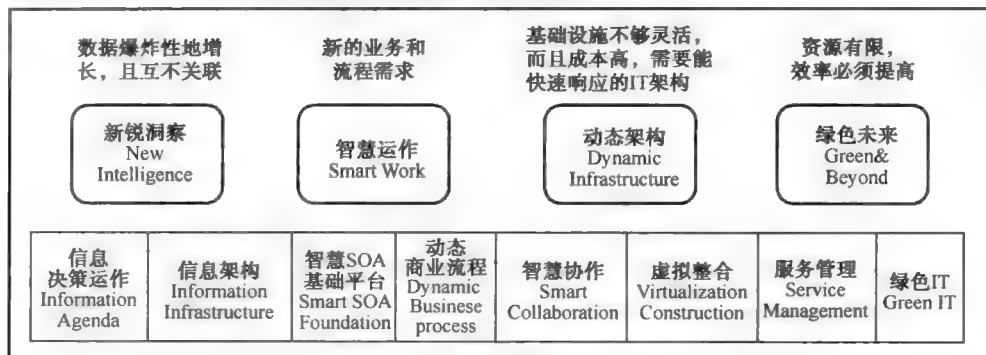 数据爆炸性地增
长，且互不关联
新的业务和
流程需求
基础设施不够灵活，
而且成本高，需要能
快速响应的IT架构
资源有限，
效率必须提高
新锐洞察
New
Intelligence
智慧运作
Smart Work
动态架构
Dynamic
Infrastructure
绿色未来
Green&
Beyond
信息
决策运作
Information
Agenda
信息架构
Information
Infrastructure
智慧SOA
基础平台
Smart SOA
Foundation
动态
商业流程
Dynamic
Businese
process
智慧协作
Smart
Collaboration
虚拟整合
Virtualization
Construction
服务管理
Service
Management
绿色IT
Green IT